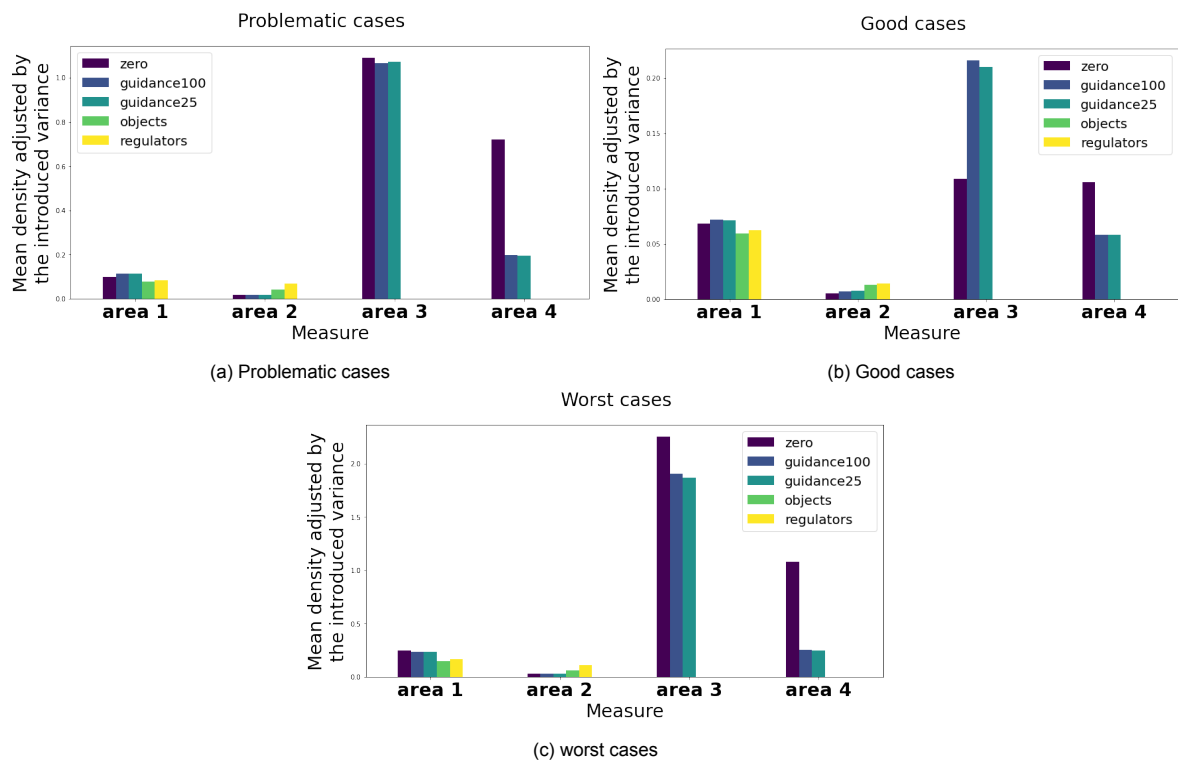 Problematic cases
Mean density adjusted by
the introduced variance
1.0
0.8
0.6
0.4
0.2
0.0
zero
guidance100
guidance25
objects
regulators
area 1 area 2 area 3 area 4
Measure
(a) Problematic cases
Good cases
Mean density adjusted by
the introduced variance
0.20
0.15
0.10
0.05
0.00
zero
guidance100
guidance25
objects
regulators
area 1 area 2 area 3 area 4
Measure
(b) Good cases
Worst cases
Mean density adjusted by
the introduced variance
2.0
1.5
1.0
0.5
0.0
zero
guidance100
guidance25
objects
regulators
area 1 area 2 area 3 area 4
Measure
(c) worst cases